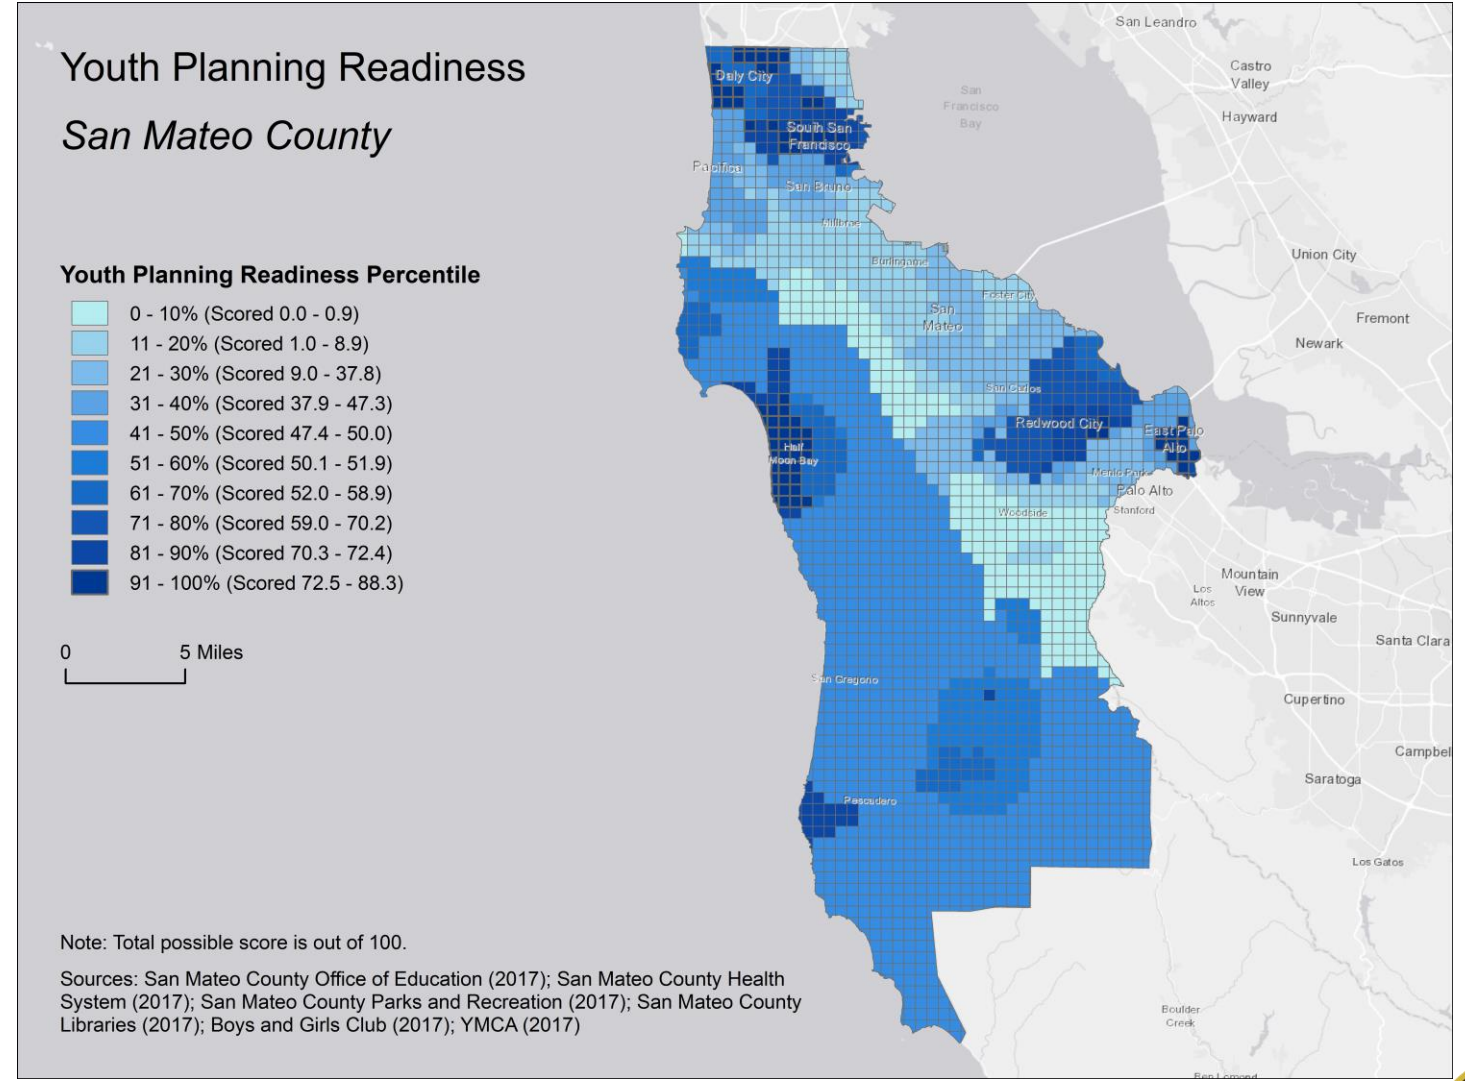 Youth Planning Readiness
San Mateo County
Youth Planning Readiness Percentile
0 - 10% (Scored 0.0 - 0.9)
11 - 20% (Scored 1.0 - 8.9)
21 - 30% (Scored 9.0 - 37.8)
31 - 40% (Scored 37.9 - 47.3)
41 - 50% (Scored 47.4 - 50.0)
51 - 60% (Scored 50.1 - 51.9)
61 - 70% (Scored 52.0 - 58.9)
71 - 80% (Scored 59.0 - 70.2)
81 - 90% (Scored 70.3 - 72.4)
91 - 100% (Scored 72.5 - 88.3)
0 5 Miles
Note: Total possible score is out of 100.
Sources: San Mateo County Office of Education (2017); San Mateo County Health
System (2017); San Mateo County Parks and Recreation (2017); San Mateo County
Libraries (2017); Boys and Girls Club (2017); YMCA (2017)
San Leandro
Castro
Valley
Hayward
San
Francisco
Bay
Daly City
South San
Francisco
Pacifica
San Bruno
Millbrae
Burlingame
Union City
Foster City
San
Mateo
Fremont
Newark
San Carlos
Redwood City
East Palo
Alto
Half
Moon Bay
Menlo Park
Palo Alto
Stanford
Woodside
Mountain
View
Los
Altos
Sunnyvale
Santa Clara
San Gregorio
Cupertino
Campbel
Saratoga
Pescadero
Los Gatos
Boulder
Creek
Ben Lomond